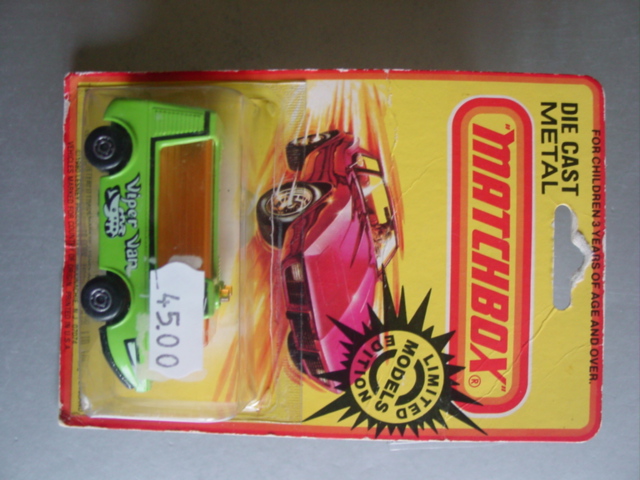 FOR CHILDREN 3 YEARS OF AGE AND OVER.
DIE CAST
METAL
"MATCHBOX"®
LIMITED
EDITION
MODELS
Viper Van
45.00